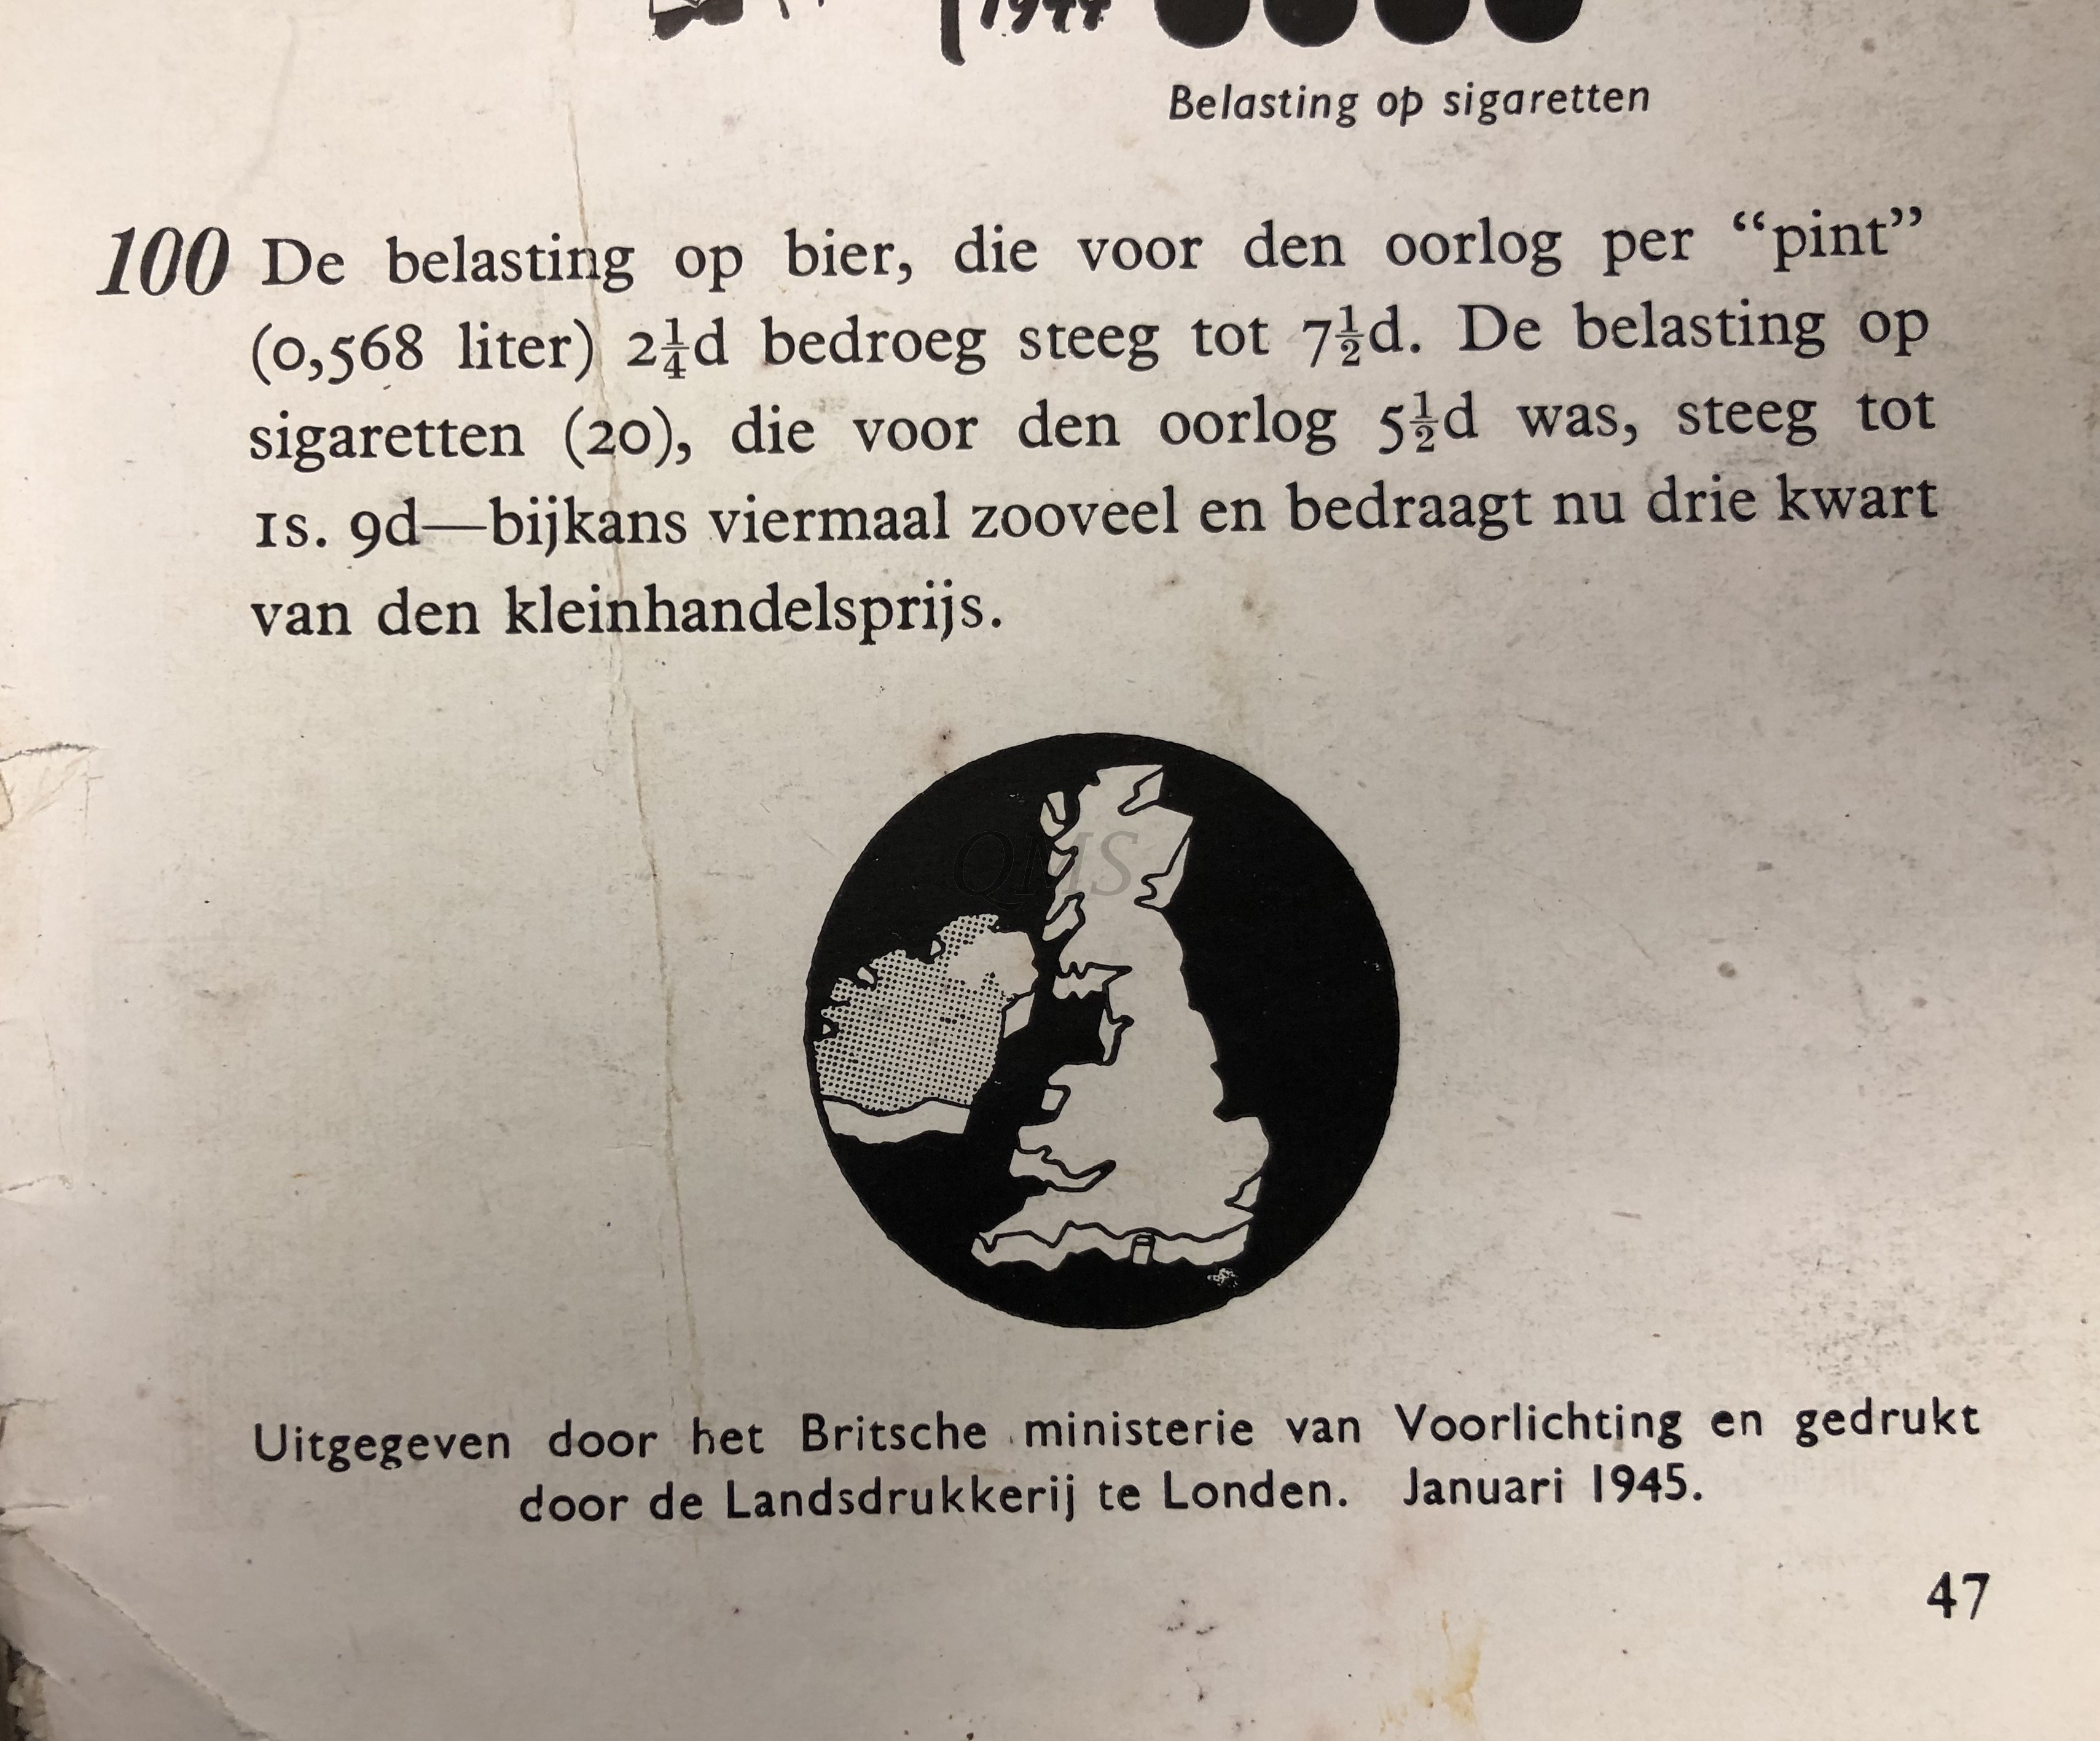 1944
Belasting op sigaretten
100 De belasting op bier, die voor den oorlog per “pint”
(0,568 liter) 2¼d bedroeg steeg tot 7½d. De belasting op
sigaretten (20), die voor den oorlog 5½d was, steeg tot
1s. 9d—bijkans viermaal zooveel en bedraagt nu drie kwart
van den kleinhandelsprijs.
QMS
Uitgegeven door het Britsche ministerie van Voorlichting en gedrukt
door de Landsdrukkerij te Londen. Januari 1945.
47